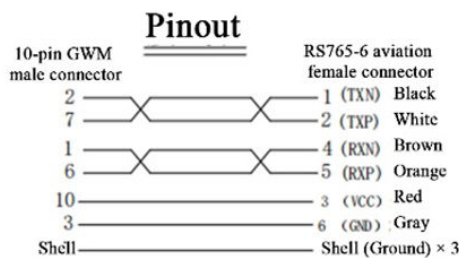 Pinout
10-pin GWM
male connector
RS765-6 aviation
female connector
2 1 (TXN) Black
7 2 (TXP) White
1 4 (RXN) Brown
6 5 (RXP) Orange
10 3 (VCC) Red
3 6 (GND) Gray
Shell Shell (Ground) × 3